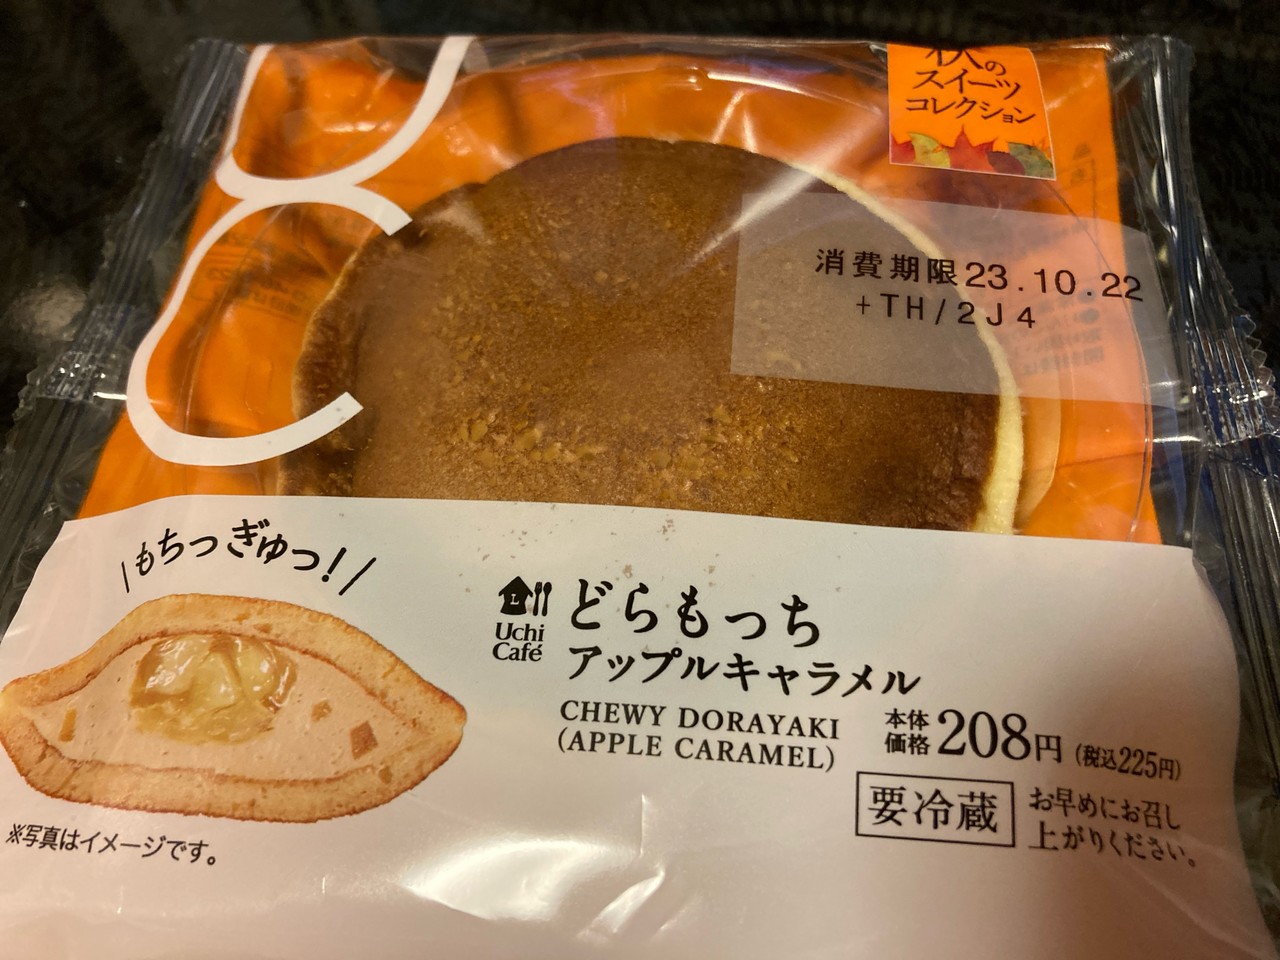 秋の
スイーツ
コレクション
消費期限23.10.22
+TH/2J4
もちっぎゅっ!
L
Uchi
Café
どらもっち
アップルキャラメル
CHEWY DORAYAKI
(APPLE CARAMEL)
本体
価格
208円(税込225円)
要冷蔵
お早めにお召し
上がりください。
※写真はイメージです。